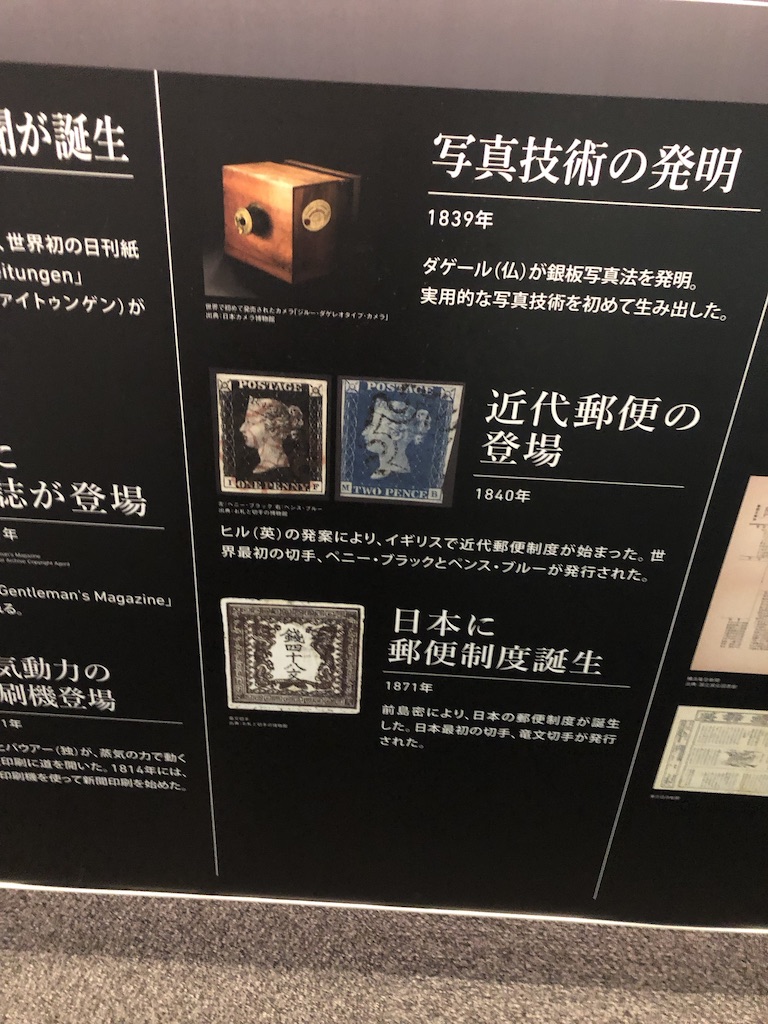 聞が誕生
、世界初の日刊紙
eitungen」
ァイトゥンゲン）が
に
誌が登場
年
Gentleman's Magazine」
れる。
気動力の
刷機登場
1年
とバウアー（独）が、蒸気の力で動く
印刷に道を開いた。1814年には、
印刷機を使って新聞印刷を始めた。
写真技術の発明
1839年
ダゲール（仏）が銀板写真法を発明。
実用的な写真技術を初めて生み出した。
世界で初めて発売されたカメラ「ジルー・ダゲレオタイプ・カメラ」
出典：日本カメラ博物館
POSTAGE
I ONE PENNY F
POSTAGE
M TWO PENCE B
左：ペニー・ブラック 右：ペンス・ブルー
出典：お札と切手の博物館
近代郵便の
登場
1840年
ヒル（英）の発案により、イギリスで近代郵便制度が始まった。世
界最初の切手、ペニー・ブラックとペンス・ブルーが発行された。
錢四十八文
竜文切手
出典：お札と切手の博物館
日本に
郵便制度誕生
1871年
前島密により、日本の郵便制度が誕生
した。日本最初の切手、竜文切手が発行
された。